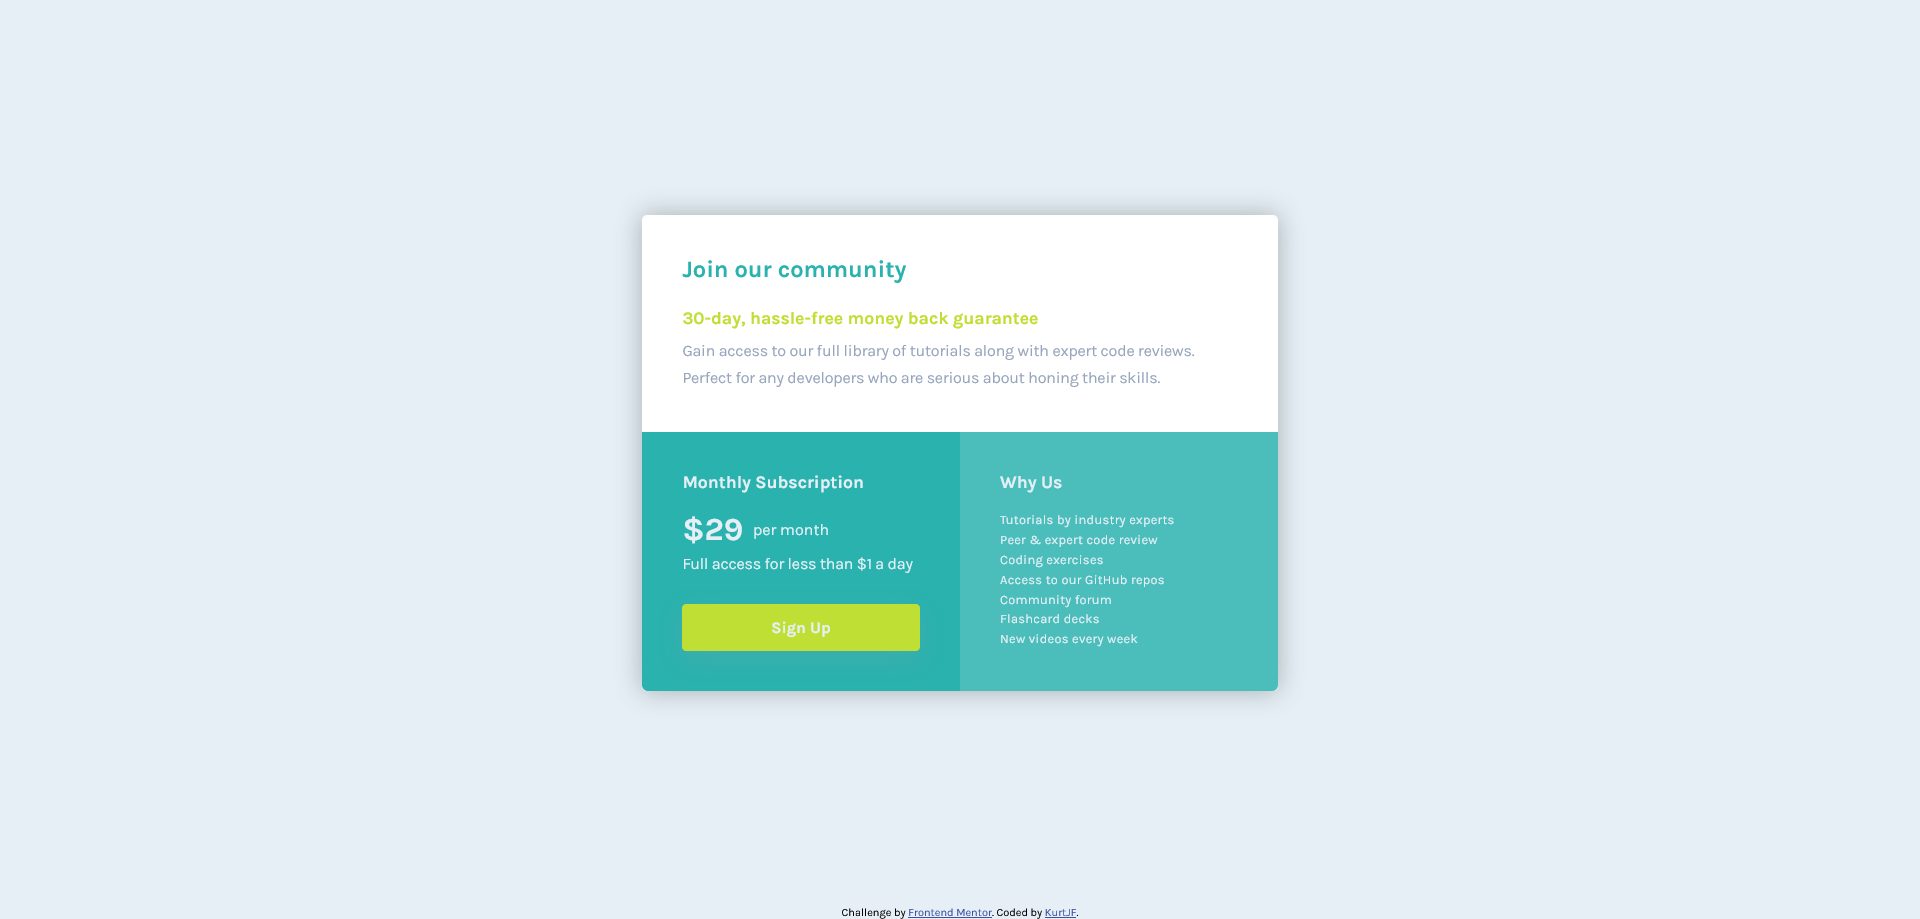 Join our community
30-day, hassle-free money back guarantee
Gain access to our full library of tutorials along with expert code reviews.
Perfect for any developers who are serious about honing their skills.
Monthly Subscription
$29 per month
Full access for less than $1 a day
Sign Up
Why Us
Tutorials by industry experts
Peer & expert code review
Coding exercises
Access to our GitHub repos
Community forum
Flashcard decks
New videos every week
Challenge by Frontend Mentor. Coded by KurtJF.